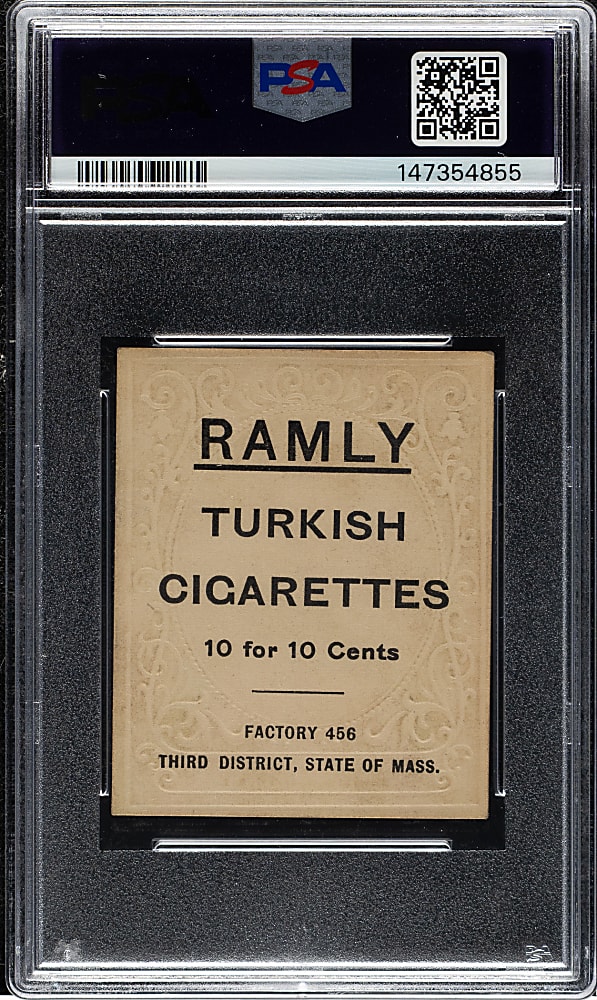 PSA
147354855
RAMLY
TURKISH
CIGARETTES
10 for 10 Cents
FACTORY 456
THIRD DISTRICT, STATE OF MASS.